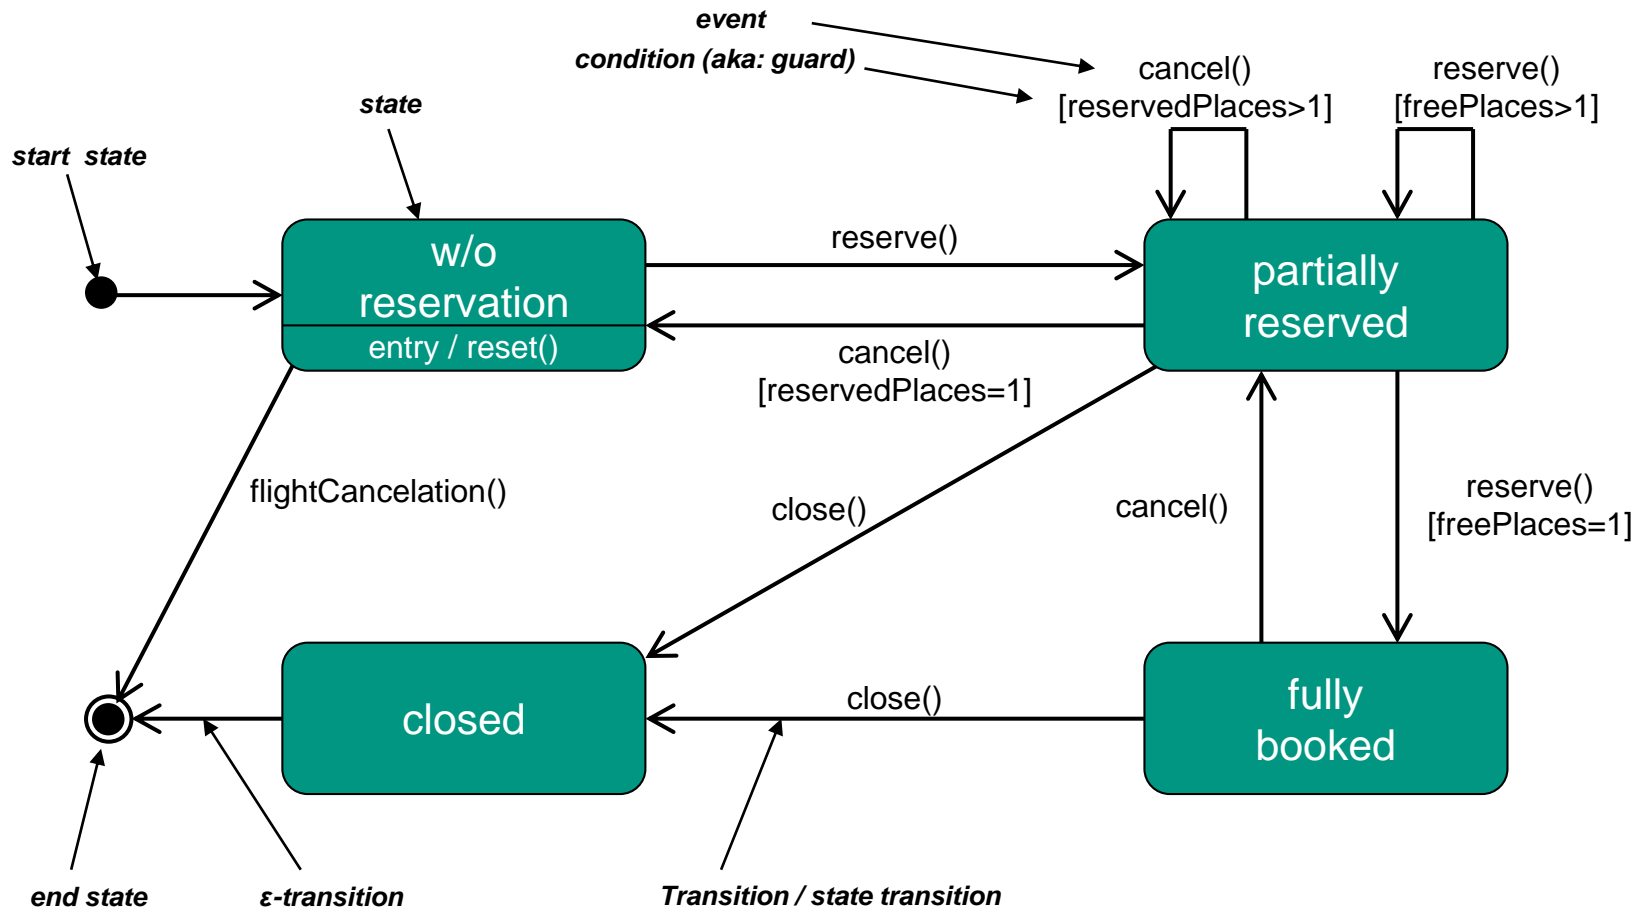 event
condition (aka: guard)
cancel()
[reservedPlaces>1]
reserve()
[freePlaces>1]
state
start state
w/o
reservation
entry / reset()
reserve()
partially
reserved
cancel()
[reservedPlaces=1]
flightCancelation()
close()
cancel()
reserve()
[freePlaces=1]
closed
close()
fully
booked
end state
ε-transition
Transition / state transition